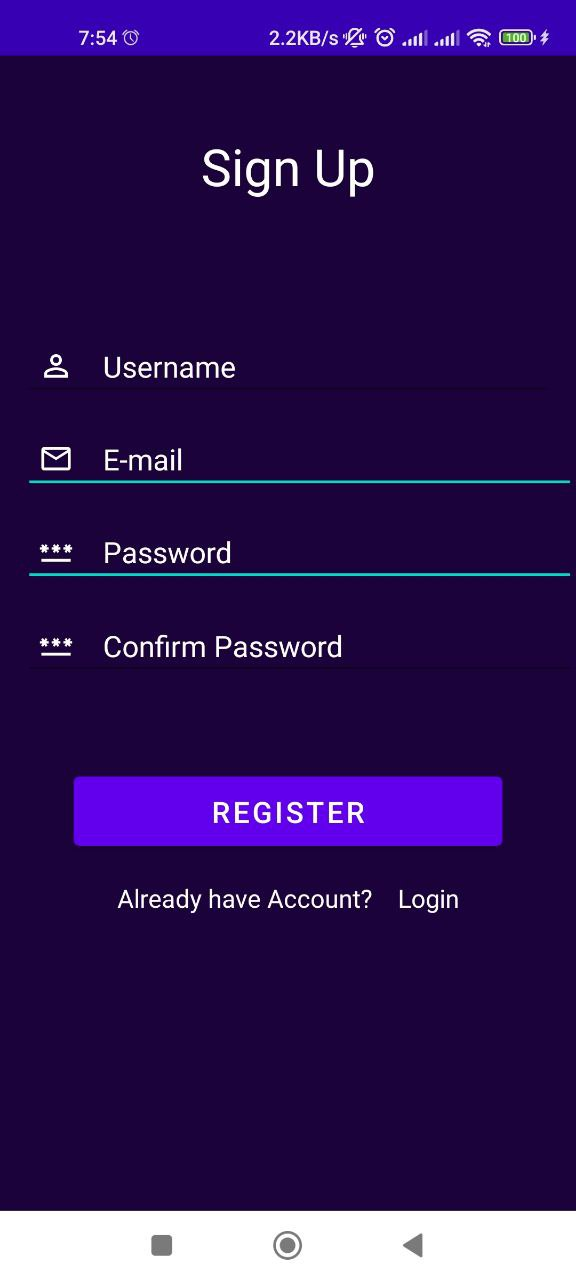 7:54 2.2KB/s 100
Sign Up
Username
E-mail
*** Password
*** Confirm Password
REGISTER
Already have Account? Login